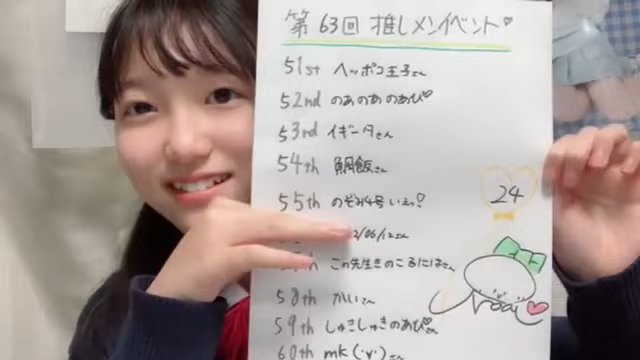 第63回 推しメンイベント♡
51st ヘッポコ王子さん
52nd のあのあのあび♡
53rd イギータさん
54th 鯛飯さん
55th のぞみ4号いえっ!
24
2/06/12さん
この先生きのこるにはさん
58th かいさん
59th しゅきしゅきのあびさん
60th mk(·v·)さん